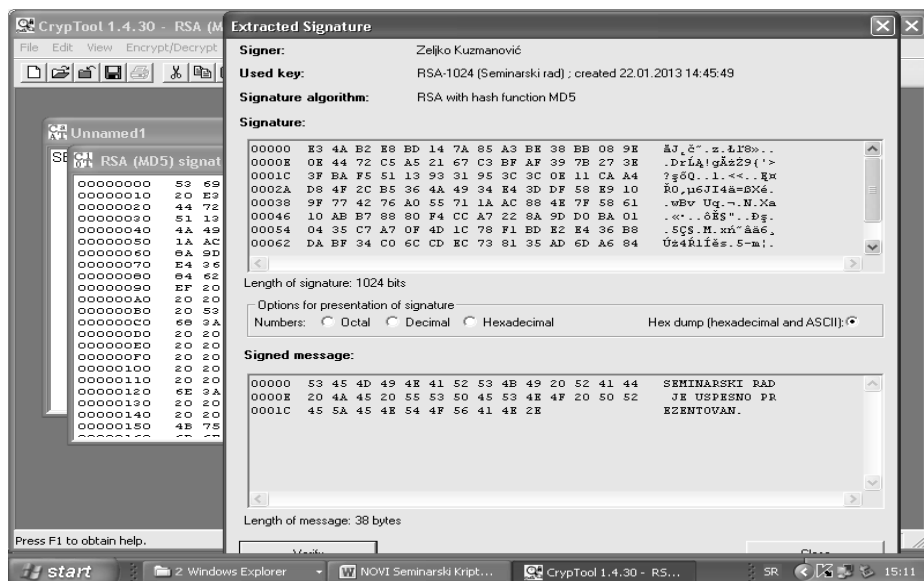 CrypTool 1.4.30 - RSA (M
File Edit View Encrypt/Decrypt
Unnamed1
SE
RSA (MD5) signat
00000000 53 69
00000010 20 E3
00000020 44 72
00000030 51 13
00000040 4A 49
00000050 1A AC
00000060 8A 9D
00000070 E4 36
00000080 84 62
00000090 EF 20
000000A0 20 20
000000B0 20 53
000000C0 68 3A
000000D0 20 20
000000E0 20 20
000000F0 20 20
00000100 20 20
00000110 20 20
00000120 6E 3A
00000130 20 20
00000140 20 20
00000150 4B 75
Extracted Signature
Signer: Zeljko Kuzmanović
Used key: RSA-1024 (Seminarski rad) ; created 22.01.2013 14:45:49
Signature algorithm: RSA with hash function MD5
Signature:
00000 E3 4A B2 E8 BD 14 7A 85 A3 BE 38 BB 08 9E
0000E 0E 44 72 C5 A5 21 67 C3 BF AF 39 7B 27 3E
0001C 3F BA F5 51 13 93 31 95 3C 3C 0E 11 CA A4
0002A D8 4F 2C B5 36 4A 49 34 E4 3D DF 58 E9 10
00038 9F 77 42 76 A0 55 71 1A AC 88 4E 7F 58 61
00046 10 AB B7 88 80 F4 CC A7 22 8A 9D D0 BA 01
00054 04 35 C7 A7 0F 4D 1C 78 F1 BD E2 E4 36 B8
00062 DA BF 34 C0 6C CD EC 73 81 35 AD 6D A6 84
Length of signature: 1024 bits
Options for presentation of signature
Numbers: Octal Decimal Hexadecimal Hex dump (hexadecimal and ASCII):
Signed message:
00000 53 45 4D 49 4E 41 52 53 4B 49 20 52 41 44 SEMINARSKI RAD
0000E 20 4A 45 20 55 53 50 45 53 4E 4F 20 50 52 JE USPESNO PR
0001C 45 5A 45 4E 54 4F 56 41 4E 2E EZENTOVAN.
Length of message: 38 bytes
Press F1 to obtain help.
start 2 Windows Explorer NOVI Seminarski Kript... CrypTool 1.4.30 - RS... SR 15:11